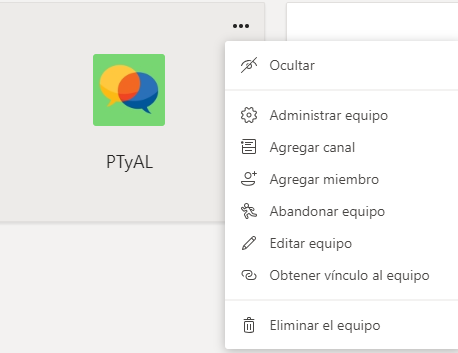 PTyAL
Ocultar
Administrar equipo
Agregar canal
Agregar miembro
Abandonar equipo
Editar equipo
Obtener vínculo al equipo
Eliminar el equipo